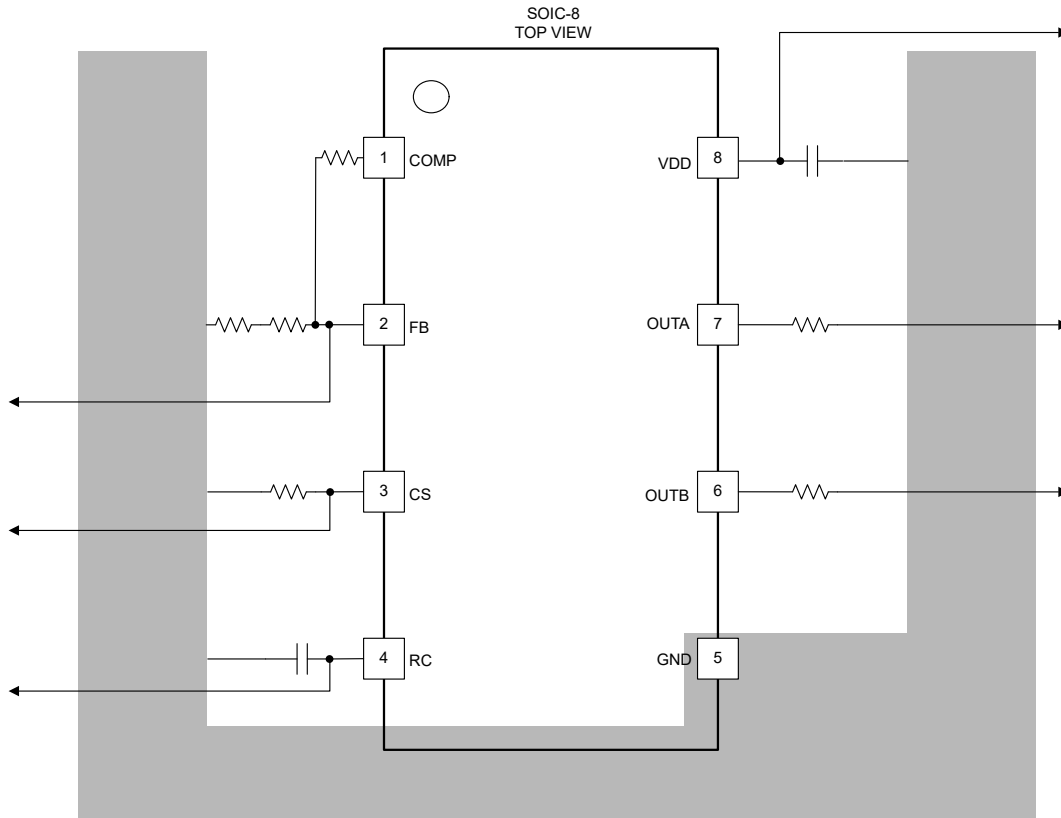 SOIC-8
TOP VIEW
1 COMP
VDD 8
2 FB
OUTA 7
3 CS
OUTB 6
4 RC
GND 5